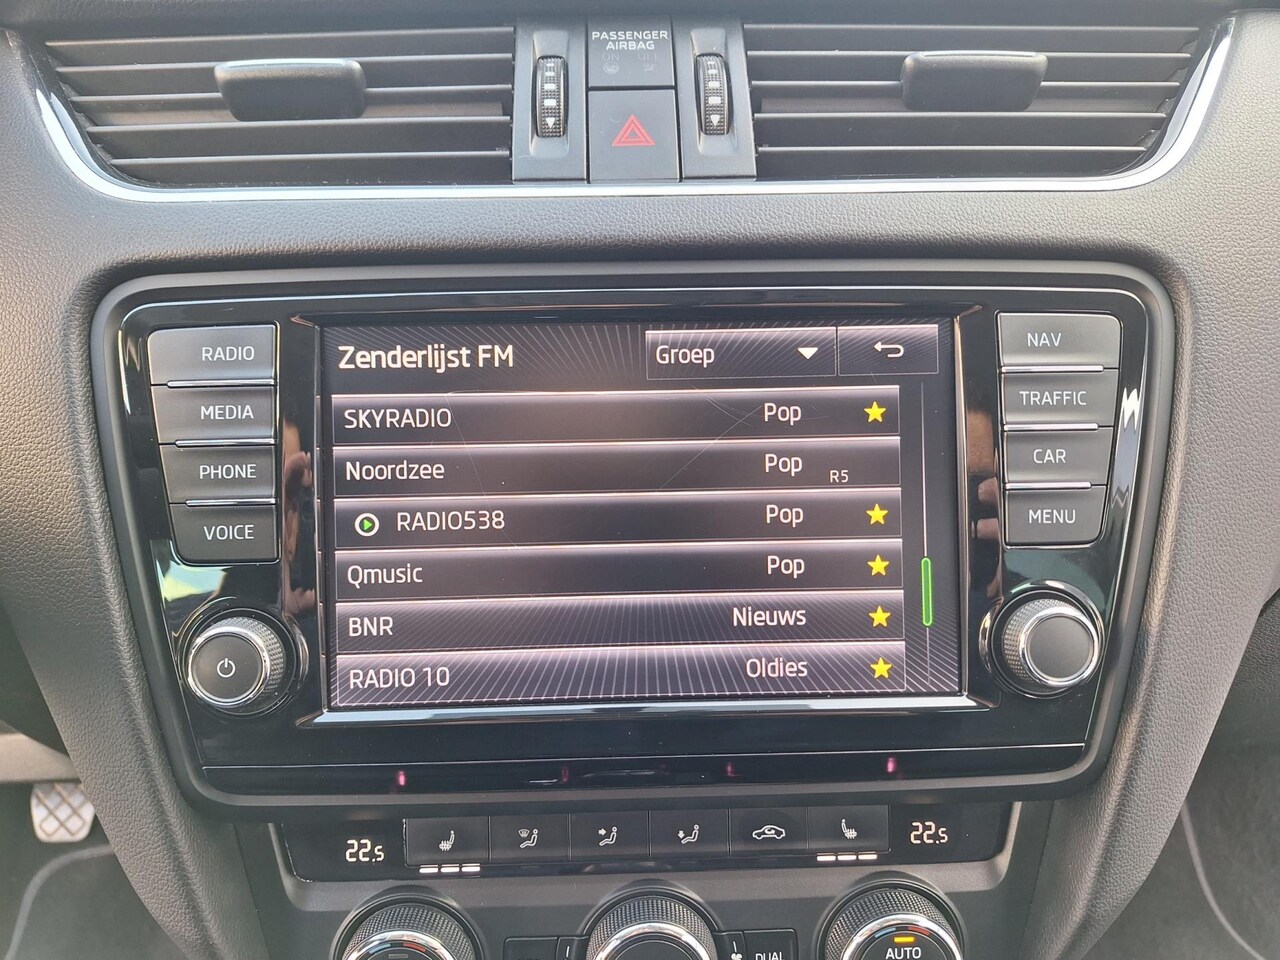 PASSENGER
AIRBAG
ON OFF
RADIO
MEDIA
PHONE
VOICE
Zenderlijst FM
Groep
SKYRADIO Pop
Noordzee Pop R5
RADIO538 Pop
Qmusic Pop
BNR Nieuws
RADIO 10 Oldies
NAV
TRAFFIC
CAR
MENU
22.5
22.5
DUAL
AUTO